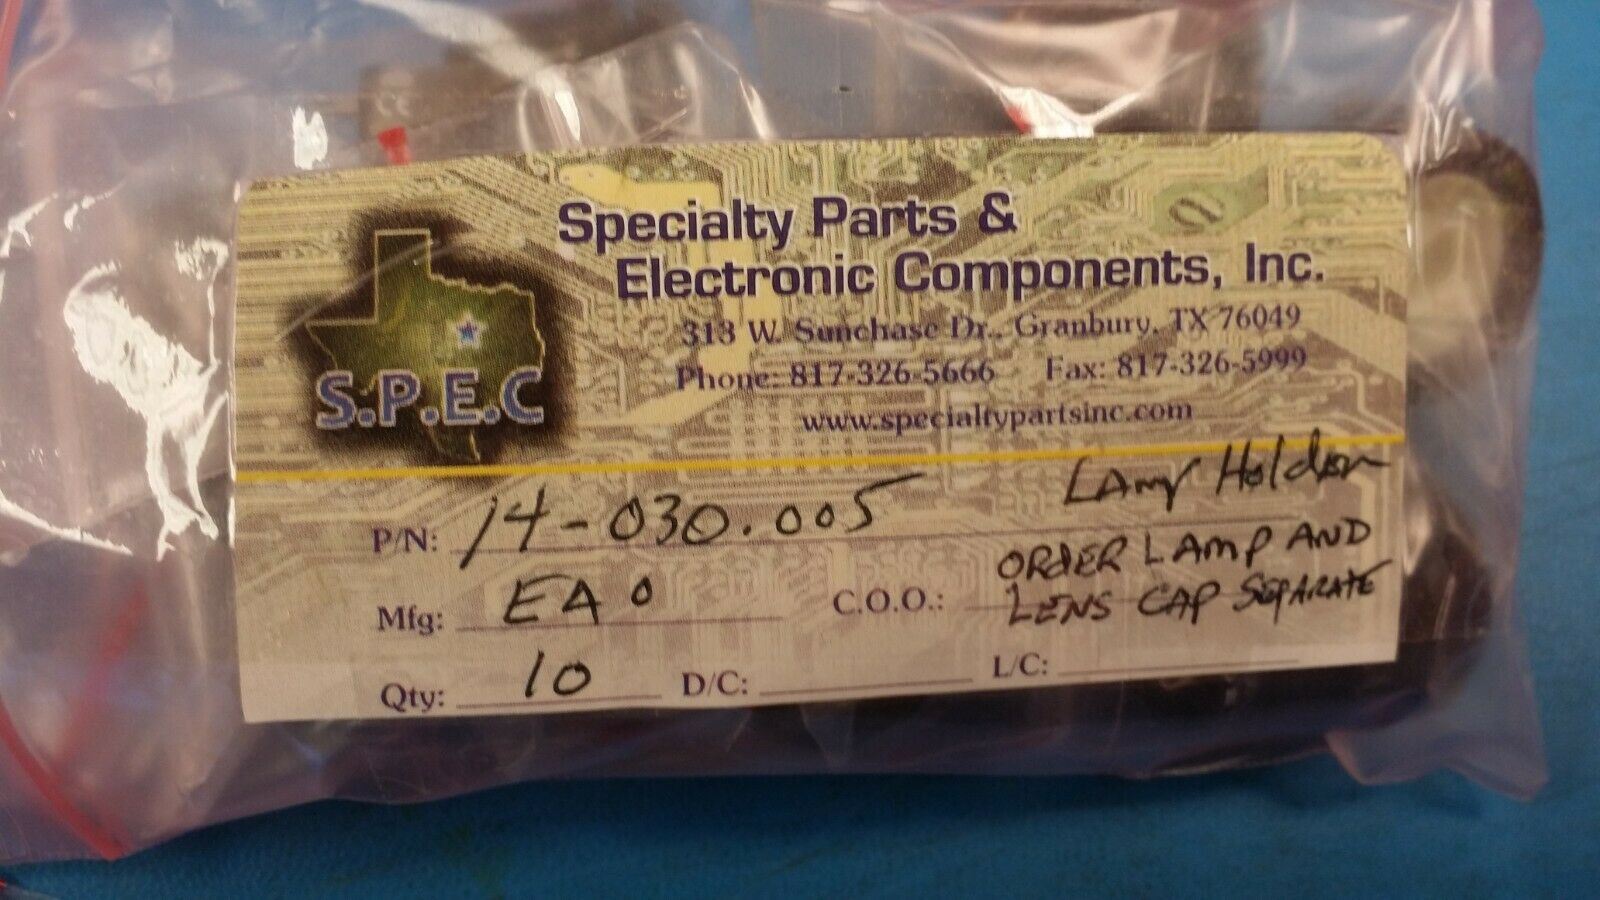 Specialty Parts &
Electronic Components, Inc.
313 W. Sunchase Dr., Granbury, TX 76049
Phone: 817-326-5666 Fax: 817-326-5999
www.specialtypartsinc.com
S.P.E.C
Lamp Holder
P/N: 14-030.005
ORDER LAMP AND
LENS CAP SEPARATE
Mfg: EAO C.O.O.:
Qty: 10 D/C: L/C: